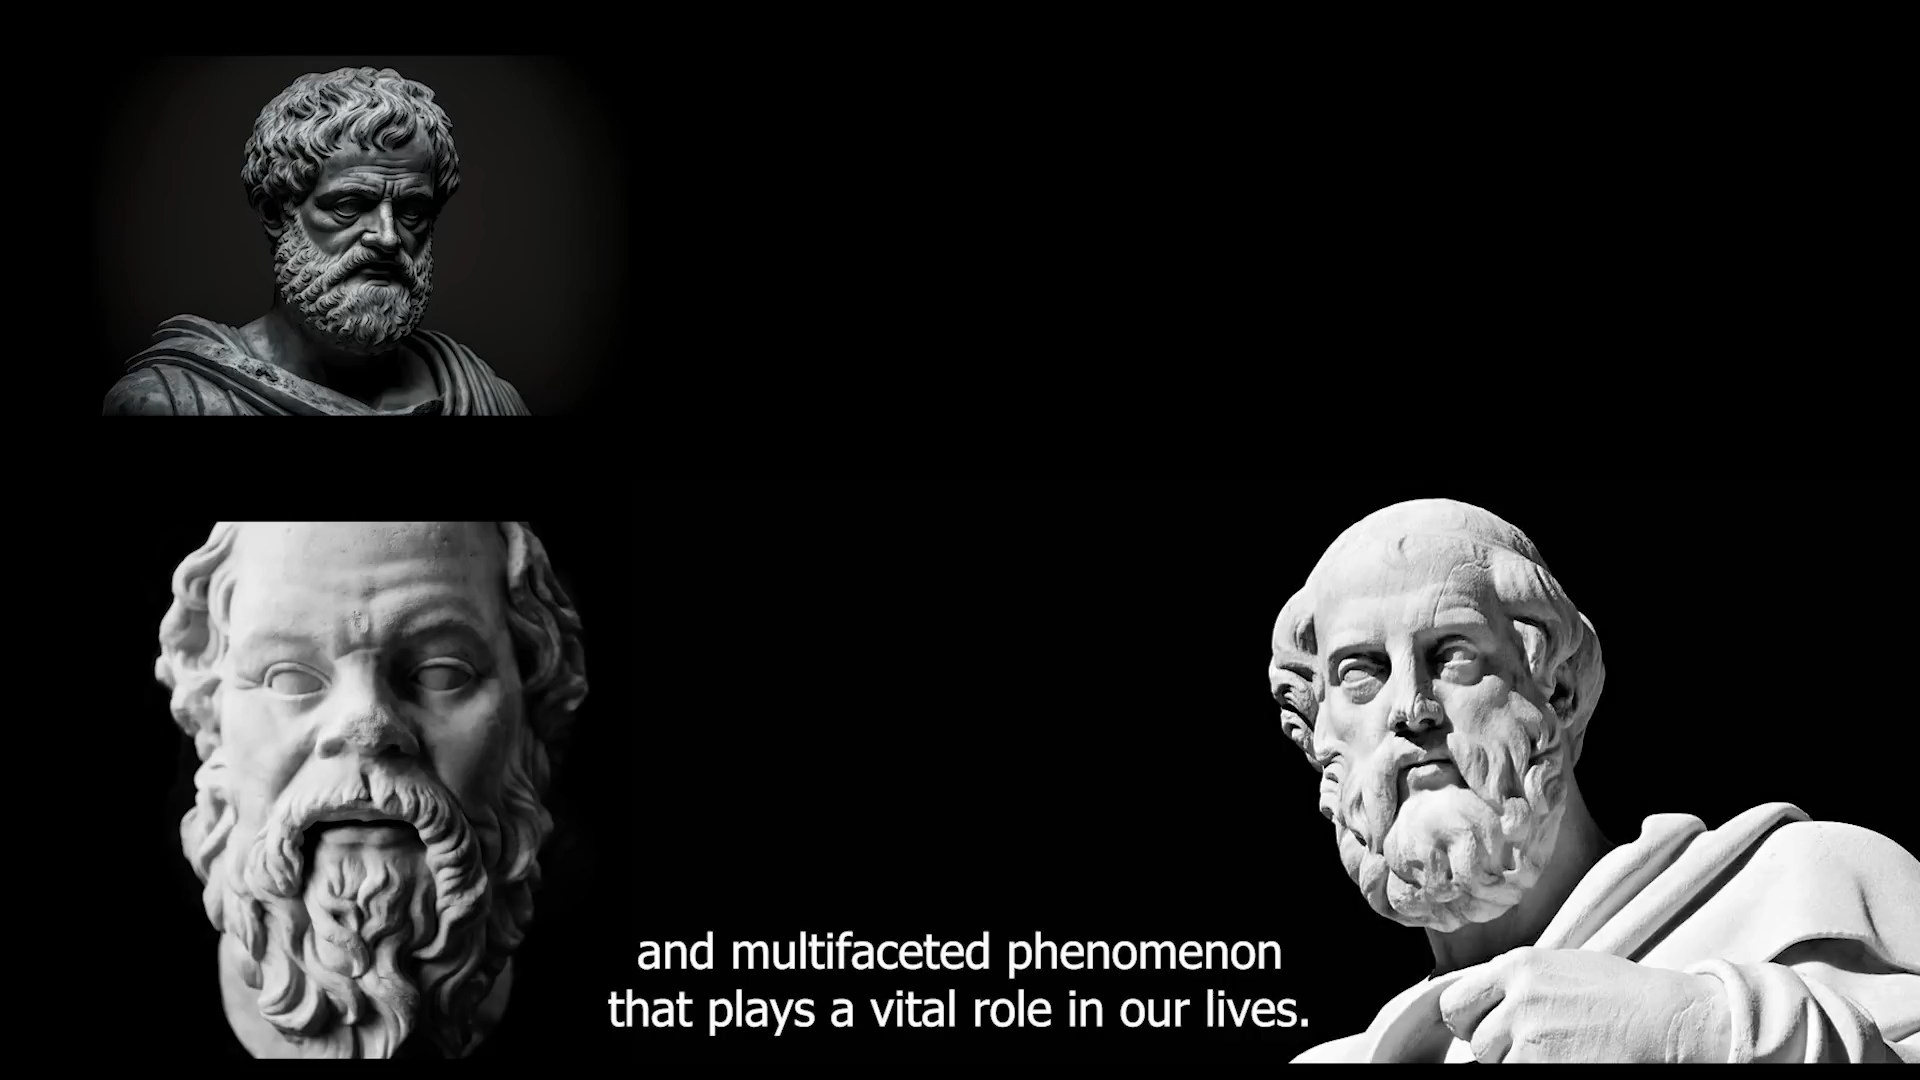 and multifaceted phenomenon
that plays a vital role in our lives.